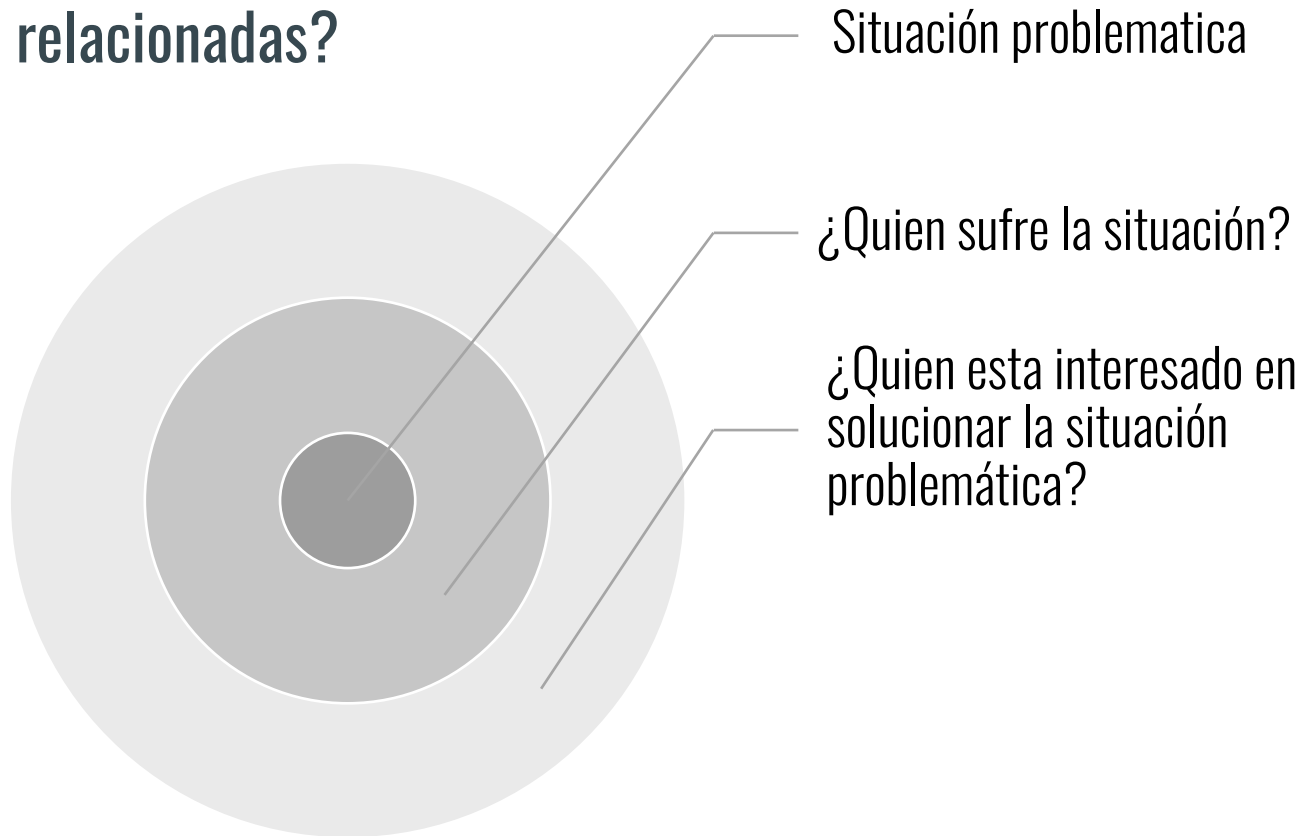 relacionadas?
Situación problematica
¿Quien sufre la situación?
¿Quien esta interesado en
solucionar la situación
problemática?